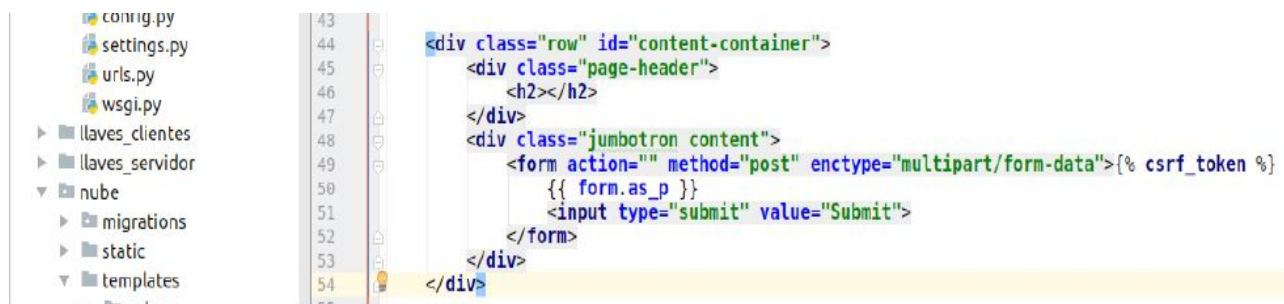 config.py
settings.py
urls.py
wsgi.py
llaves_clientes
llaves_servidor
nube
migrations
static
templates
43
44 <div class="row" id="content-container">
45 <div class="page-header">
46 <h2></h2>
47 </div>
48 <div class="jumbotron content">
49 <form action="" method="post" enctype="multipart/form-data">{% csrf_token %}
50 {{ form.as_p }}
51 <input type="submit" value="Submit">
52 </form>
53 </div>
54 </div>